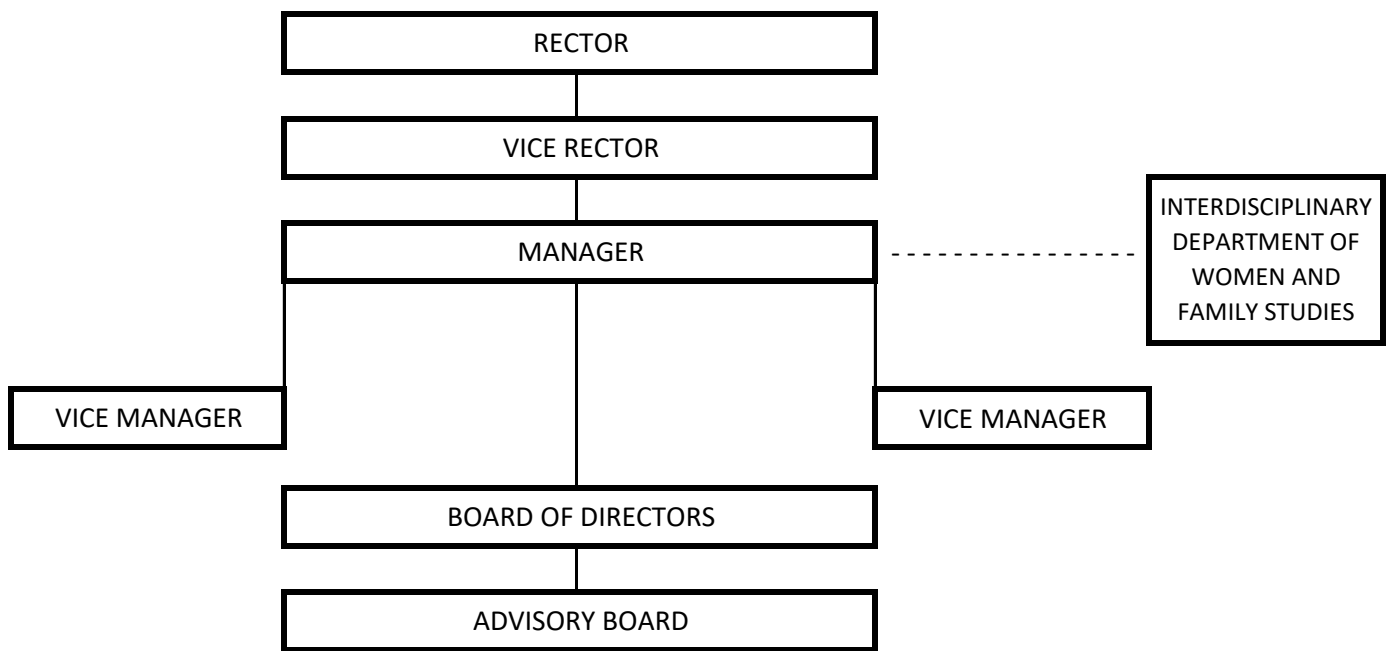 RECTOR
VICE RECTOR
MANAGER
INTERDISCIPLINARY
DEPARTMENT OF
WOMEN AND
FAMILY STUDIES
VICE MANAGER
VICE MANAGER
BOARD OF DIRECTORS
ADVISORY BOARD